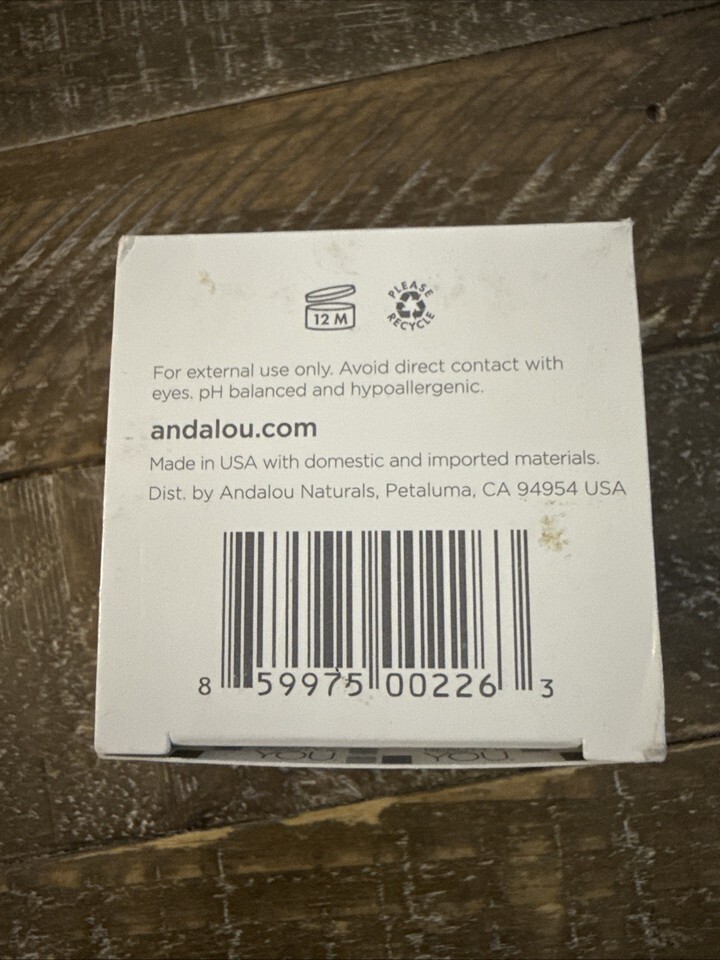 12 M
PLEASE RECYCLE
For external use only. Avoid direct contact with
eyes. pH balanced and hypoallergenic.
andalou.com
Made in USA with domestic and imported materials.
Dist. by Andalou Naturals, Petaluma, CA 94954 USA
8 59975 00226 3
YOU YOU